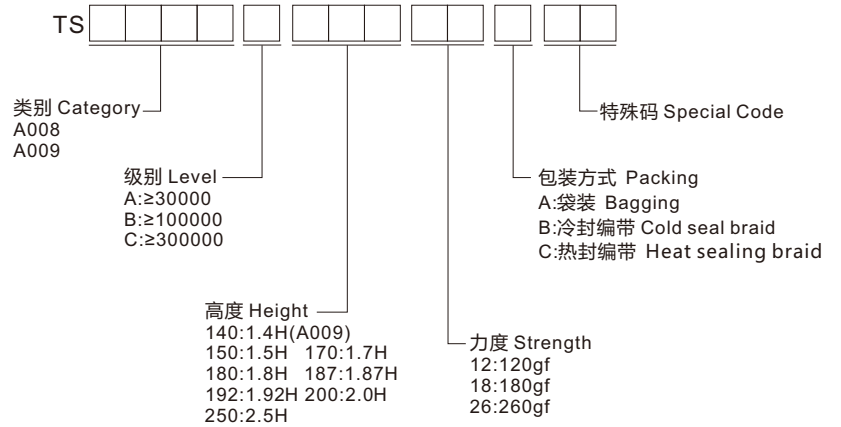 TS
类别 Category
A008
A009
特殊码 Special Code
级别 Level
A:≥30000
B:≥100000
C:≥300000
包装方式 Packing
A:袋装 Bagging
B:冷封编带 Cold seal braid
C:热封编带 Heat sealing braid
高度 Height
140:1.4H(A009)
150:1.5H 170:1.7H
180:1.8H 187:1.87H
192:1.92H 200:2.0H
250:2.5H
力度 Strength
12:120gf
18:180gf
26:260gf